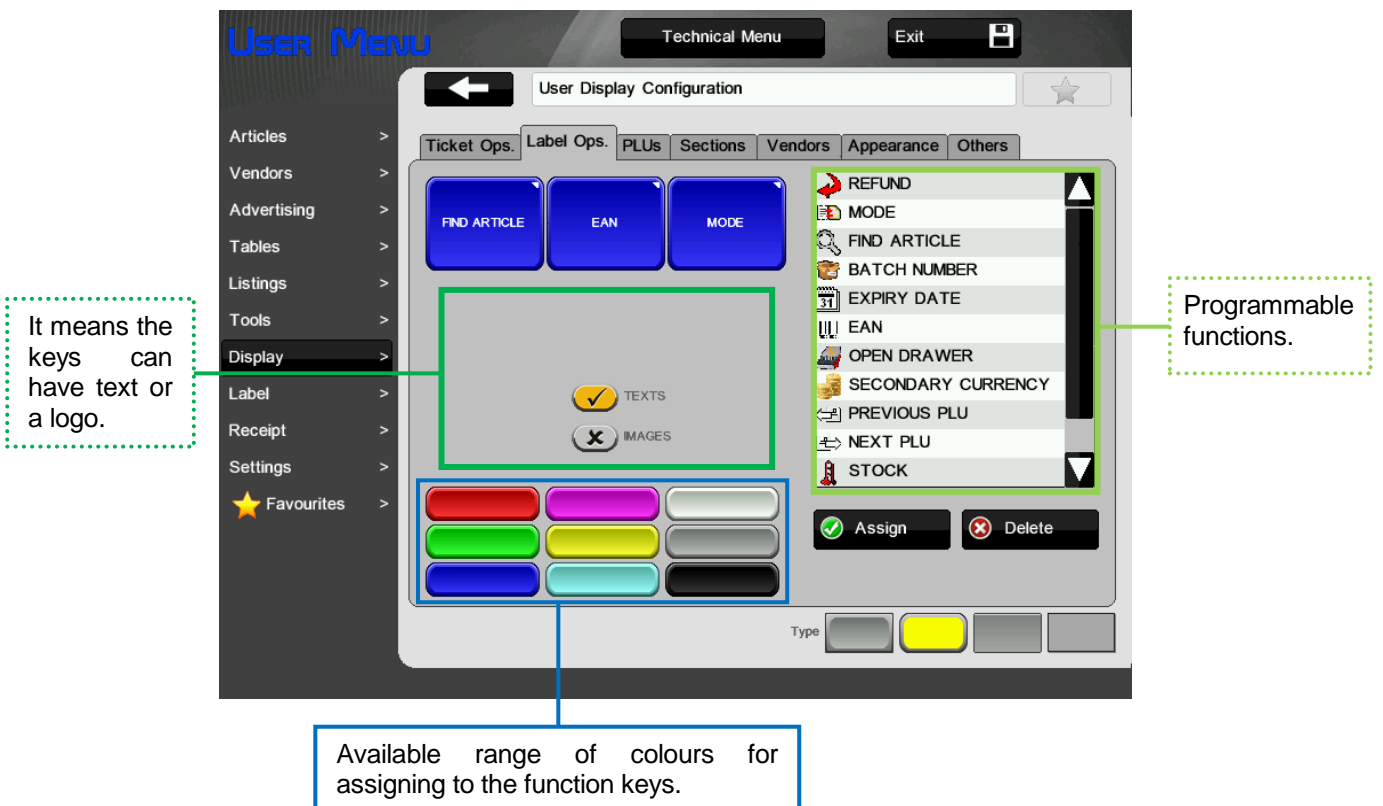 USER MENU
Technical Menu
Exit
User Display Configuration
Articles >
Vendors >
Advertising >
Tables >
Listings >
Tools >
Display >
Label >
Receipt >
Settings >
Favourites >
Ticket Ops. Label Ops. PLUs Sections Vendors Appearance Others
FIND ARTICLE EAN MODE
TEXTS
IMAGES
REFUND
MODE
FIND ARTICLE
BATCH NUMBER
31 EXPIRY DATE
EAN
OPEN DRAWER
SECONDARY CURRENCY
PREVIOUS PLU
NEXT PLU
STOCK
Assign Delete
Type
It means the
keys can
have text or
a logo.
Programmable
functions.
Available range of colours for
assigning to the function keys.